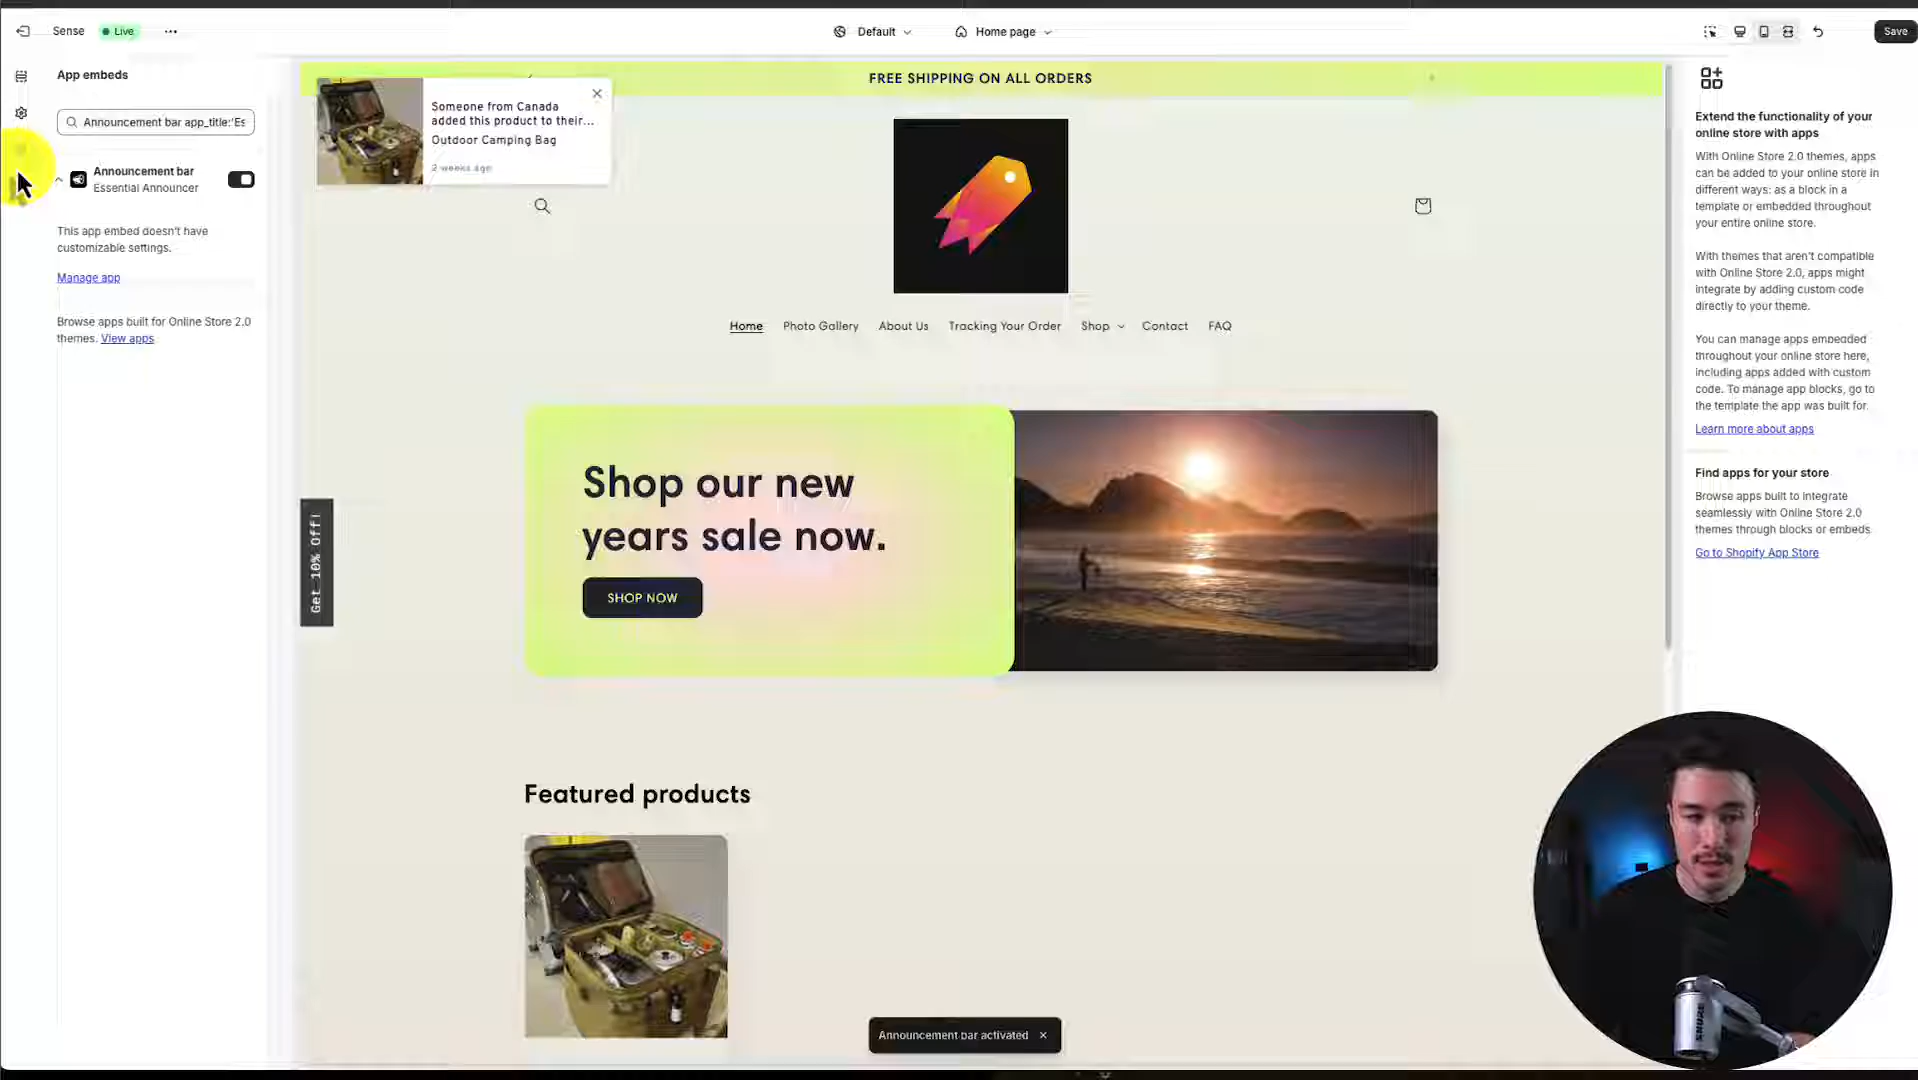 Sense
Live
Default
Home page
Save
App embeds
Announcement bar app_title:'Es
Announcement bar
Essential Announcer
This app embed doesn't have
customizable settings.
Manage app
Browse apps built for Online Store 2.0
themes. View apps
FREE SHIPPING ON ALL ORDERS
Someone from Canada
added this product to their...
Outdoor Camping Bag
2 weeks ago
Home
Photo Gallery
About Us
Tracking Your Order
Shop
Contact
FAQ
Get 10% Off!
Shop our new
years sale now.
SHOP NOW
Featured products
Announcement bar activated
Extend the functionality of your
online store with apps
With Online Store 2.0 themes, apps
can be added to your online store in
different ways: as a block in a
template or embedded throughout
your entire online store.
With themes that aren't compatible
with Online Store 2.0, apps might
integrate by adding custom code
directly to your theme.
You can manage apps embedded
throughout your online store here,
including apps added with custom
code. To manage app blocks, go to
the template the app was built for.
Learn more about apps
Find apps for your store
Browse apps built to integrate
seamlessly with Online Store 2.0
themes through blocks or embeds.
Go to Shopify App Store
SHURE